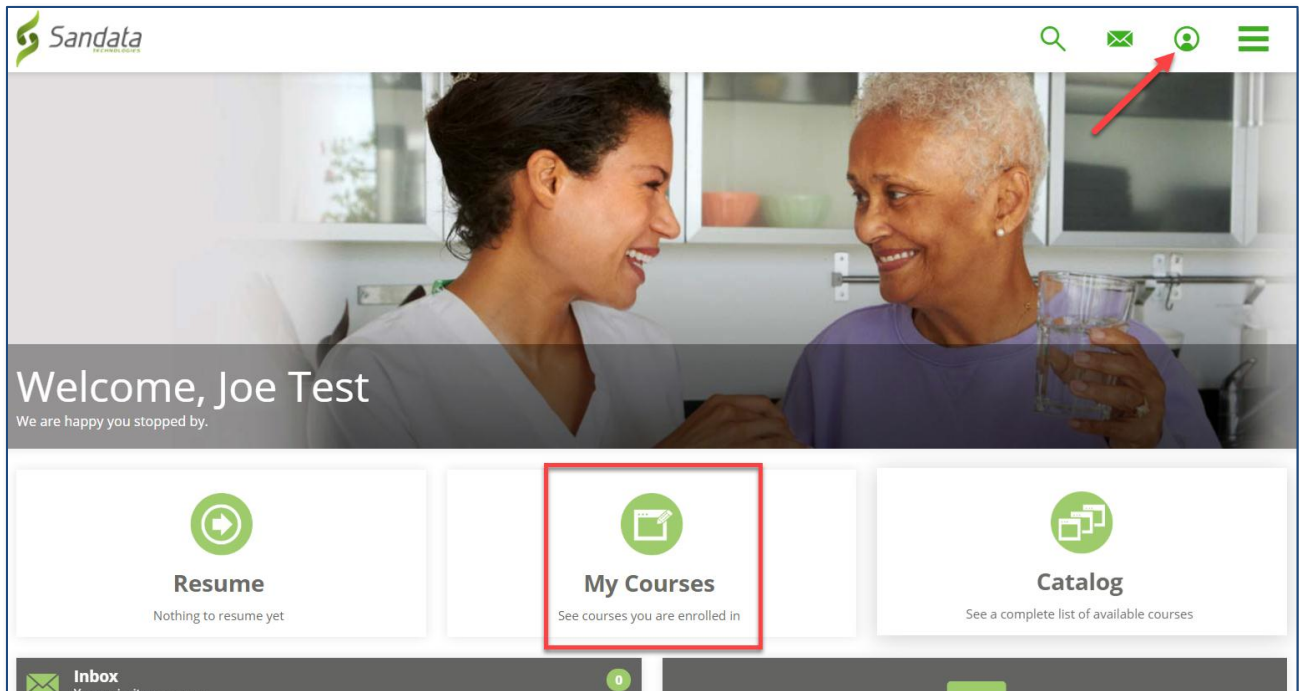 Sandata
TECHNOLOGIES
Welcome, Joe Test
We are happy you stopped by.
Resume
Nothing to resume yet
My Courses
See courses you are enrolled in
Catalog
See a complete list of available courses
Inbox
0